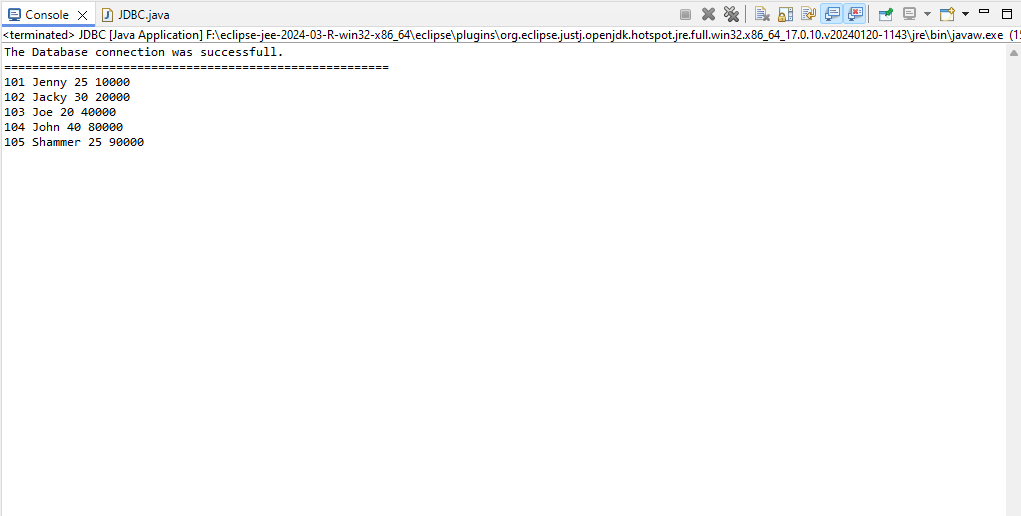 Console JDBC.java
<terminated> JDBC [Java Application] F:\eclipse-jee-2024-03-R-win32-x86_64\eclipse\plugins\org.eclipse.justj.openjdk.hotspot.jre.full.win32.x86_64_17.0.10.v20240120-1143\jre\bin\javaw.exe (15
The Database connection was successfull.
=======================================================
101 Jenny 25 10000
102 Jacky 30 20000
103 Joe 20 40000
104 John 40 80000
105 Shammer 25 90000